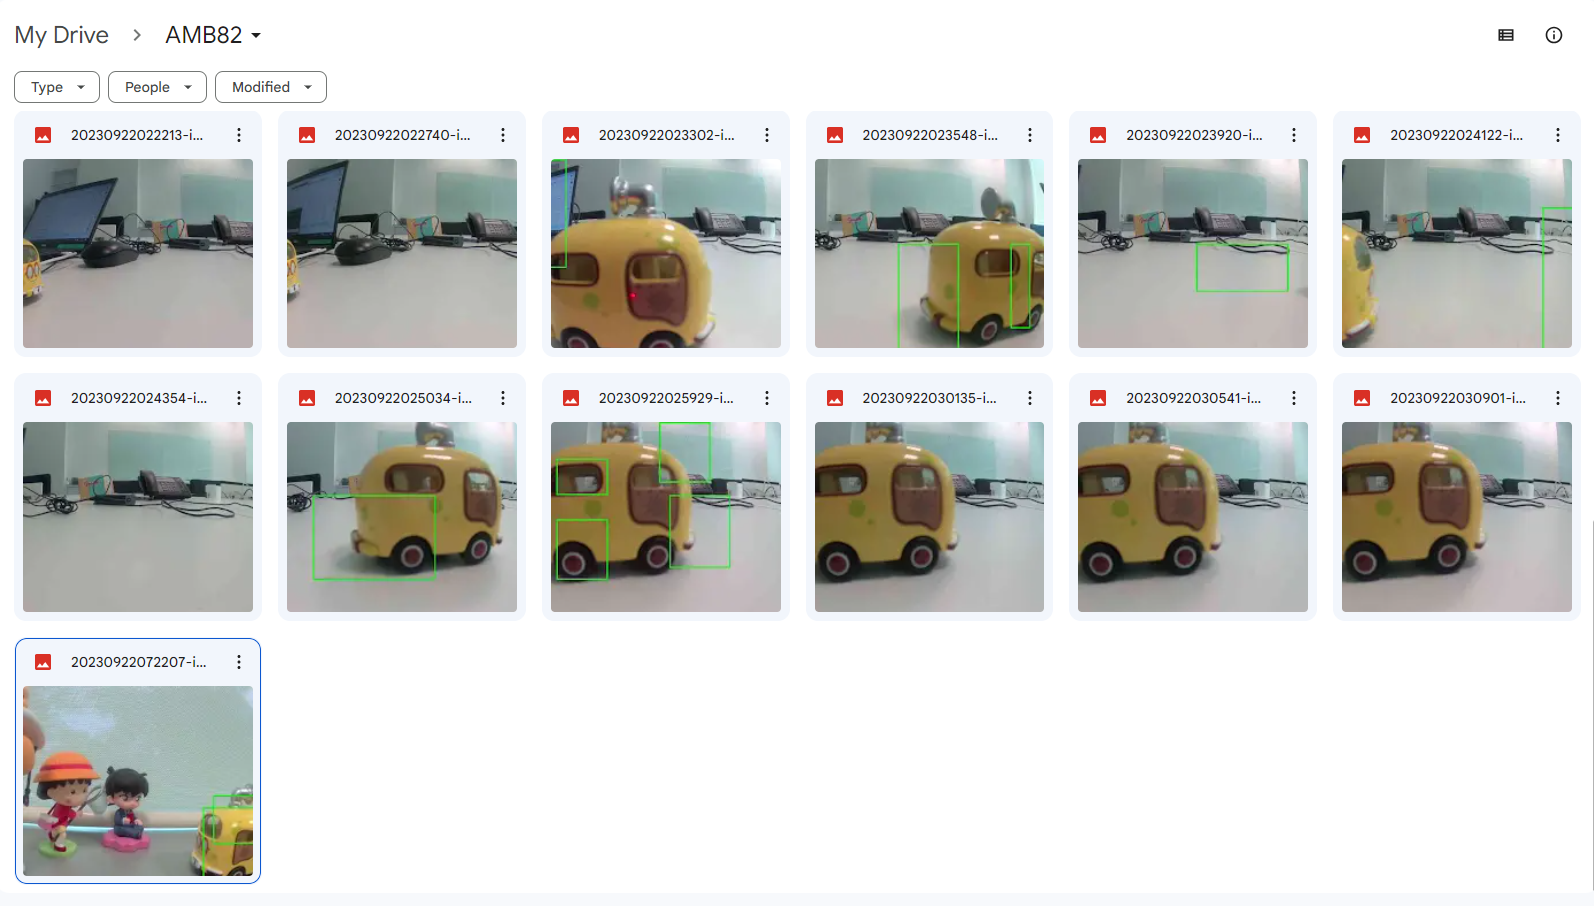 My Drive > AMB82
Type
People
Modified
20230922022213-i...
20230922022740-i...
20230922023302-i...
20230922023548-i...
20230922023920-i...
20230922024122-i...
20230922024354-i...
20230922025034-i...
20230922025929-i...
20230922030135-i...
20230922030541-i...
20230922030901-i...
20230922072207-i...